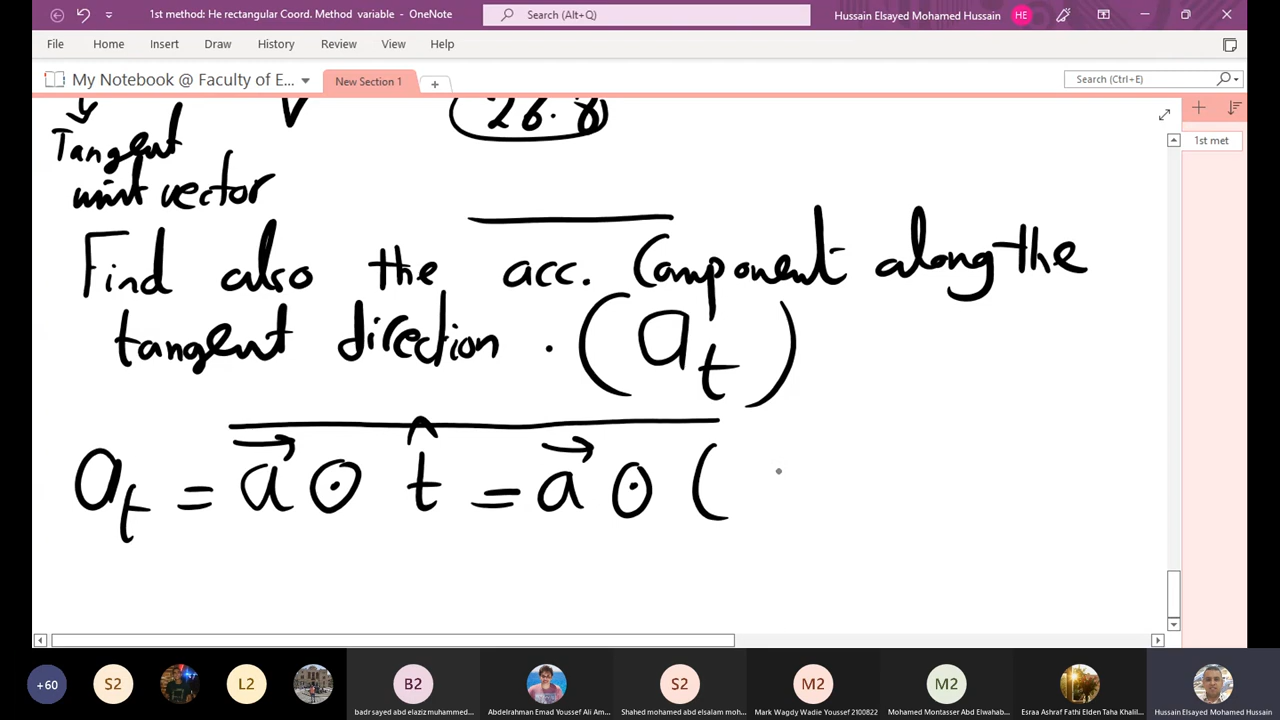 1st method: He rectangular Coord. Method variable - OneNote
Search (Alt+Q)
Hussain Elsayed Mohamed Hussain
HE
File Home Insert Draw History Review View Help
My Notebook @ Faculty of E...
New Section 1
Search (Ctrl+E)
1st met
V 26.8
Tangent
unit vector
Find also the acc. Component along the
tangent direction. (a_t)
a_t = a⃗ ⊙ t̂ = a⃗ ⊙ (
+60 S2 L2 B2 S2 M2 M2
badr sayed abd elaziz muhammed... Abdelrahman Emad Youssef Ali Am... Shahed mohamed abd elsalam moh... Mark Wagdy Wadie Youssef 2100822 Mohamed Montasser Abd Elwahab... Esraa Ashraf Fathi Elden Taha Khalil... Hussain Elsayed Mohamed Hussain